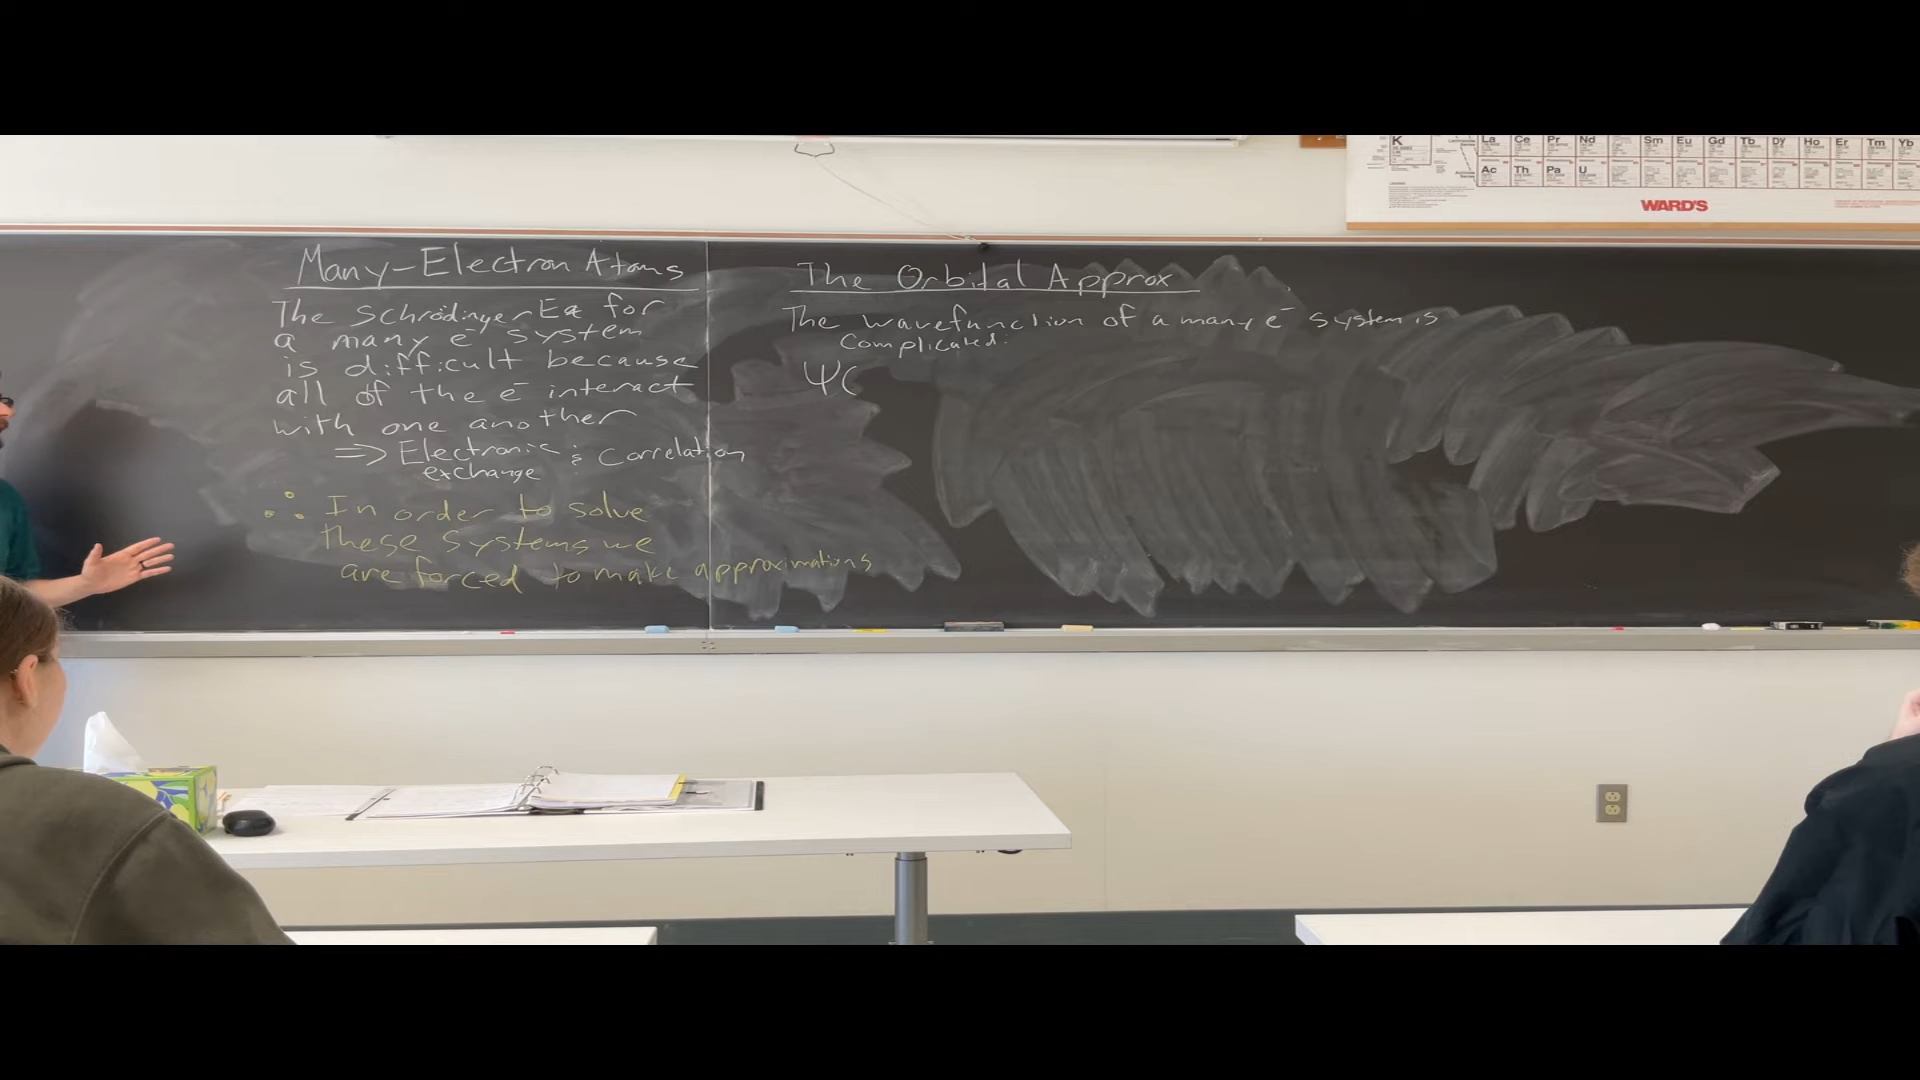 Many-Electron Atoms
The Schrödinger Eq for
a many e⁻ system
is difficult because
all of the e⁻ interact
with one another
⇒ Electronic & Correlation
exchange
∴ In order to solve
these systems we
are forced to make approximations
The Orbital Approx
The wavefunction of a many e⁻ system is
complicated:
Ψ(
K
La Ce Pr Nd Sm Eu Gd Tb Dy Ho Er Tm Yb
Ac Th Pa U
WARD'S